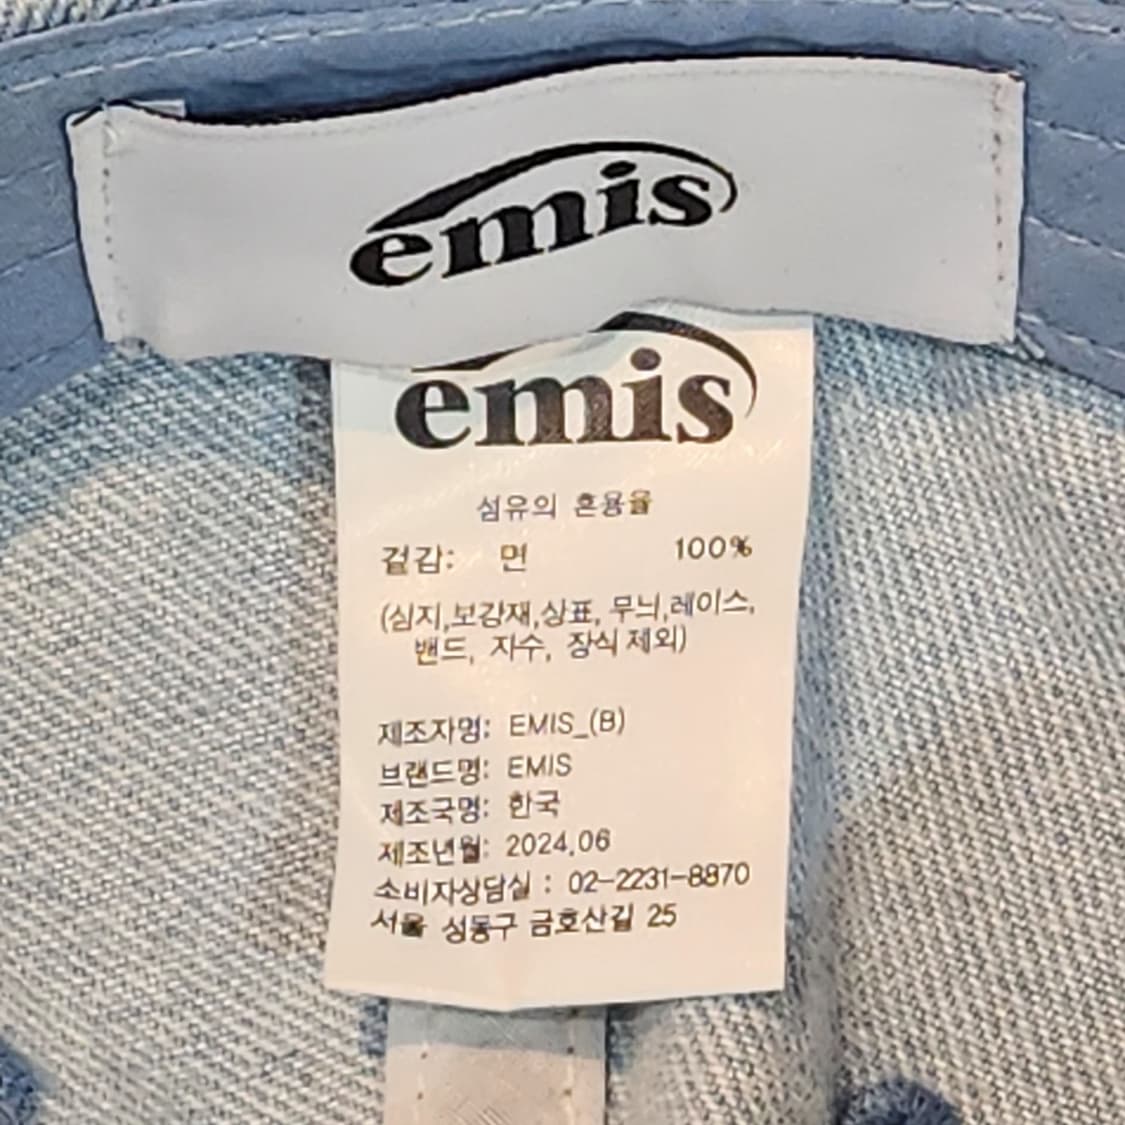 emis
emis
섬유의 혼용율
겉감: 면 100%
(심지,보강재,상표, 무늬,레이스,
밴드, 자수, 장식 제외)
제조자명: EMIS_(B)
브랜드명: EMIS
제조국명: 한국
제조년월: 2024.06
소비자상담실 : 02-2231-8870
서울 성동구 금호산길 25